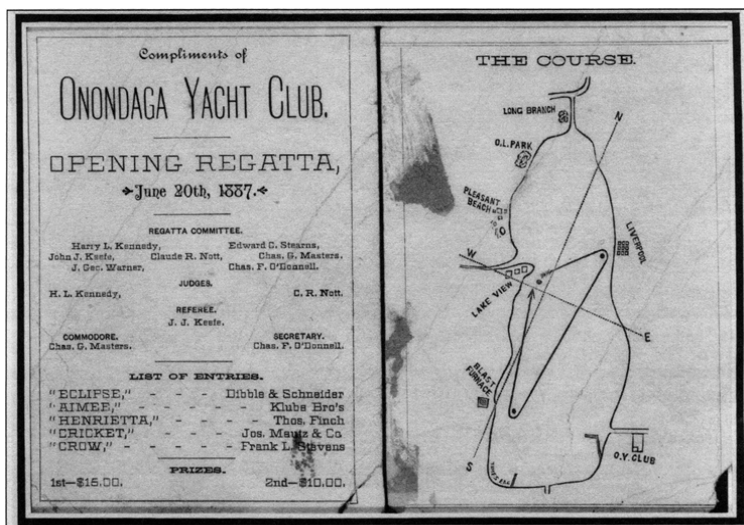 Compliments of
ONONDAGA YACHT CLUB.
OPENING REGATTA,
June 20th, 1887.
REGATTA COMMITTEE.
Harry L. Kennedy, Edward C. Stearns,
John J. Keefe, Claude R. Nott, Chas. G. Masters.
J. Geo. Warner, Chas. F. O'Donnell.
JUDGES.
H. L. Kennedy, C. R. Nott.
REFEREE.
J. J. Keefe.
COMMODORE. SECRETARY.
Chas. G. Masters. Chas. F. O'Donnell.
LIST OF ENTRIES.
"ECLIPSE," - - - - Dibble & Schneider
"AIMEE," - - - - - Klubs Bro's
"HENRIETTA," - - - - Thos. Finch
"CRICKET," - - - - Jos. Mautz & Co
"CROW," - - - - Frank L. Stevens
PRIZES.
1st—$15.00. 2nd—$10.00.
THE COURSE.
LONG BRANCH
N
O.L. PARK
PLEASANT
BEACH
LIVERPOOL
W
LAKE VIEW
E
BLAST
FURNACE
O.Y. CLUB
S